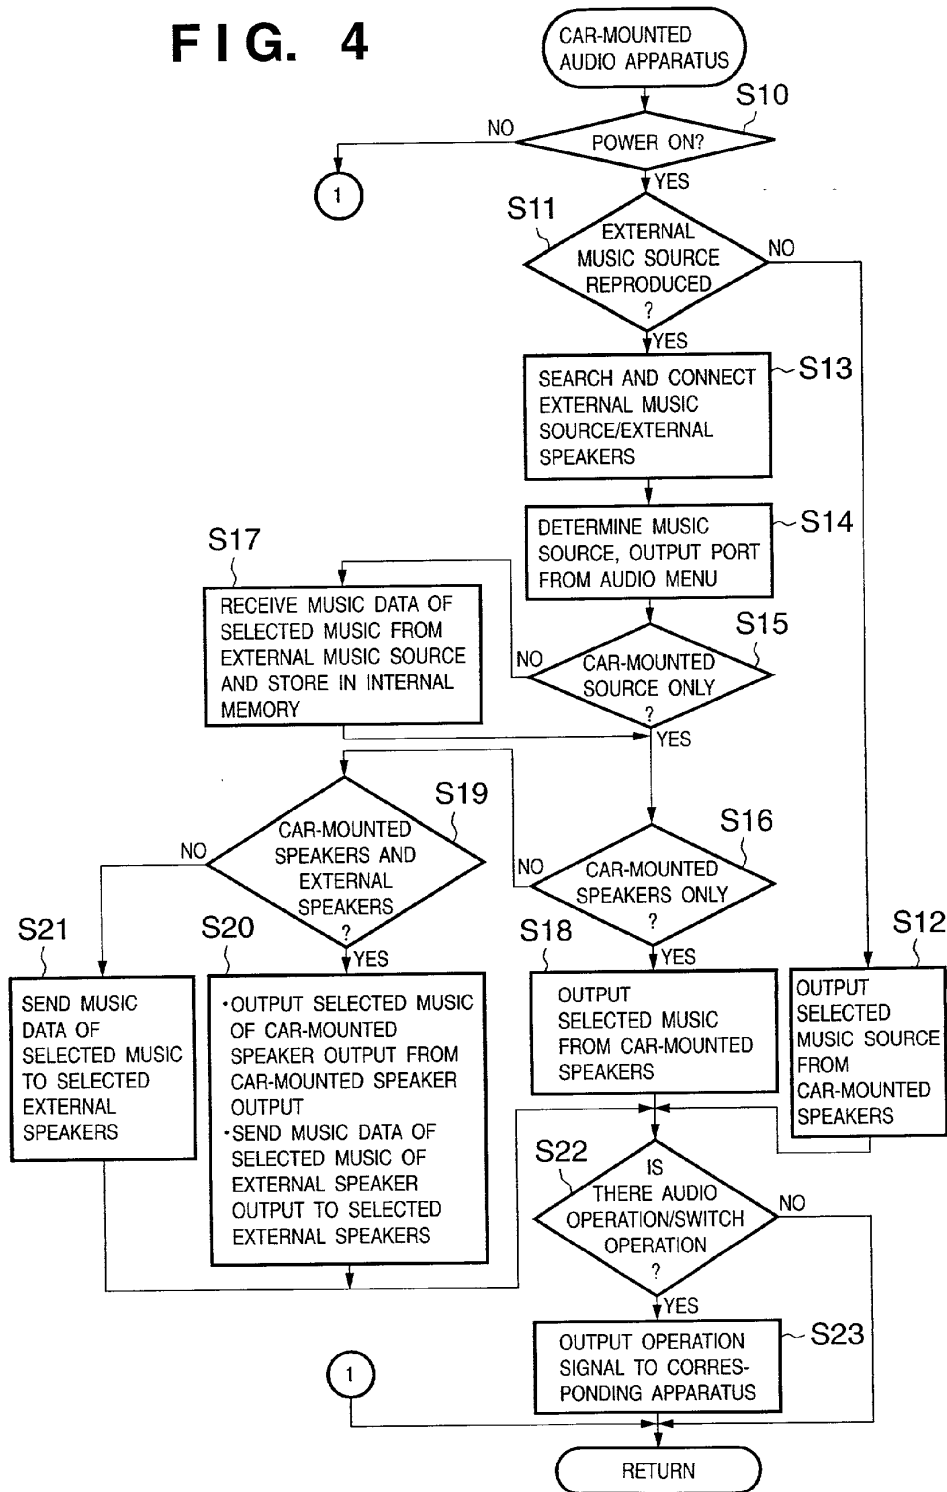 FIG. 4
CAR-MOUNTED
AUDIO APPARATUS
S10
NO
POWER ON?
1
YES
S11
EXTERNAL
MUSIC SOURCE
REPRODUCED
?
NO
YES
S13
SEARCH AND CONNECT
EXTERNAL MUSIC
SOURCE/EXTERNAL
SPEAKERS
S14
DETERMINE MUSIC
SOURCE, OUTPUT PORT
FROM AUDIO MENU
S17
RECEIVE MUSIC DATA OF
SELECTED MUSIC FROM
EXTERNAL MUSIC SOURCE
AND STORE IN INTERNAL
MEMORY
S15
NO
CAR-MOUNTED
SOURCE ONLY
?
YES
S19
CAR-MOUNTED
SPEAKERS AND
EXTERNAL
SPEAKERS
?
NO
YES
S16
NO
CAR-MOUNTED
SPEAKERS ONLY
?
YES
S21
SEND MUSIC
DATA OF
SELECTED MUSIC
TO SELECTED
EXTERNAL
SPEAKERS
S20
•OUTPUT SELECTED MUSIC
OF CAR-MOUNTED
SPEAKER OUTPUT FROM
CAR-MOUNTED SPEAKER
OUTPUT
•SEND MUSIC DATA OF
SELECTED MUSIC OF
EXTERNAL SPEAKER
OUTPUT TO SELECTED
EXTERNAL SPEAKERS
S18
OUTPUT
SELECTED MUSIC
FROM CAR-MOUNTED
SPEAKERS
S12
OUTPUT
SELECTED
MUSIC SOURCE
FROM
CAR-MOUNTED
SPEAKERS
S22
IS
THERE AUDIO
OPERATION/SWITCH
OPERATION
?
NO
YES
S23
OUTPUT OPERATION
SIGNAL TO CORRES-
PONDING APPARATUS
1
RETURN